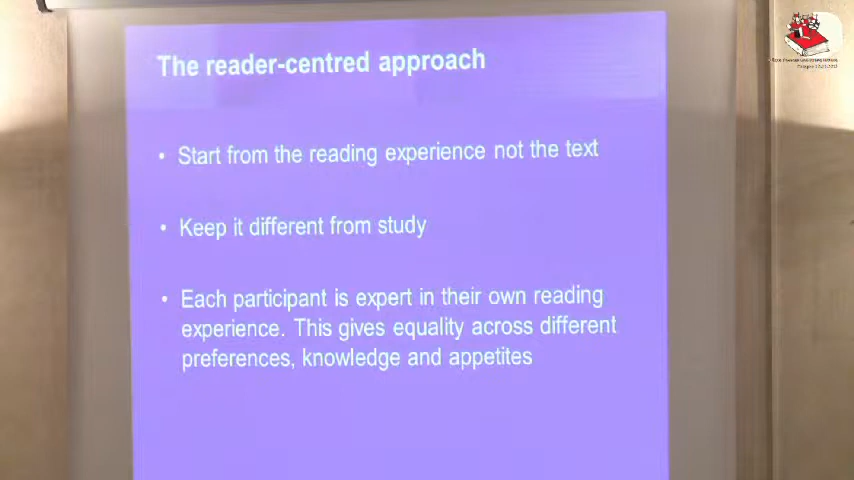 The reader-centred approach
• Start from the reading experience not the text
• Keep it different from study
• Each participant is expert in their own reading
experience. This gives equality across different
preferences, knowledge and appetites